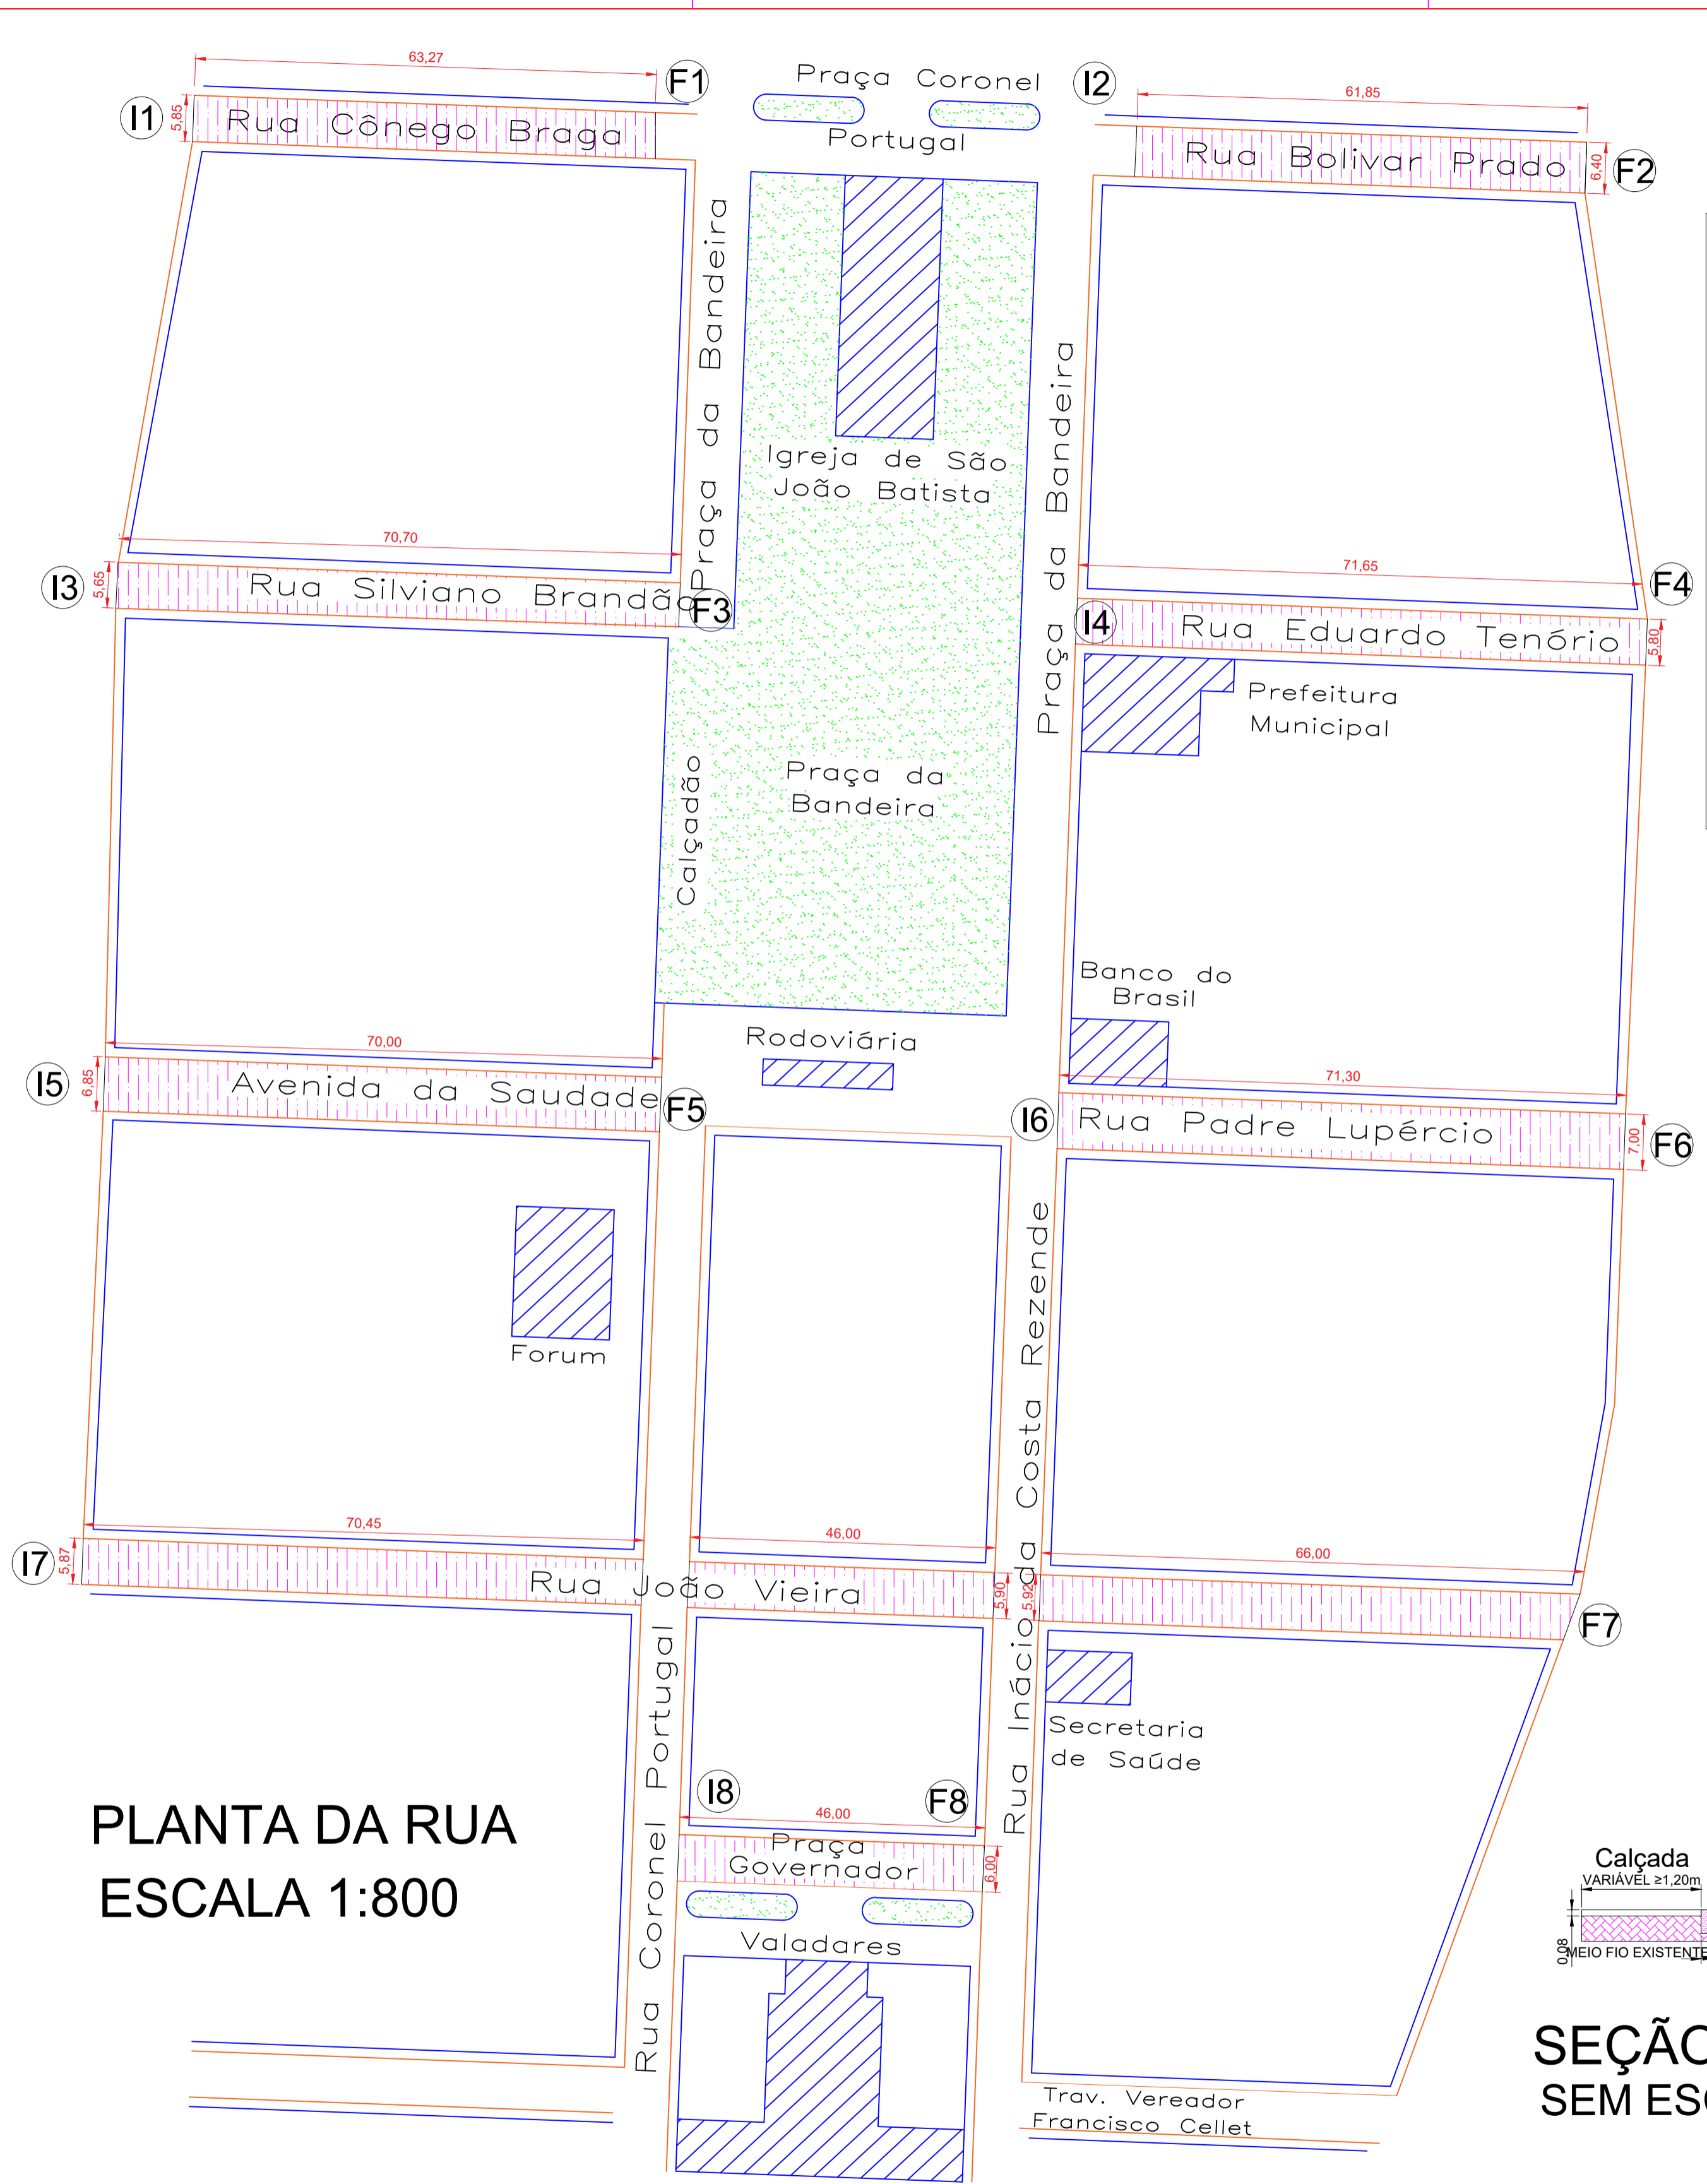 63,27
F1
Praça Coronel
Portugal
I2
61,85
I1
5,85
Rua Cônego Braga
Rua Bolivar Prado
6,40
F2
Praça da Bandeira
Igreja de São
João Batista
Praça da Bandeira
70,70
71,65
I3
5,65
Rua Silviano Brandão
F3
I4
Rua Eduardo Tenório
F4
5,80
Prefeitura
Municipal
Calçadão
Praça da
Bandeira
Banco do
Brasil
Rodoviária
70,00
71,30
I5
6,85
Avenida da Saudade
F5
I6
Rua Padre Lupércio
7,00
F6
Forum
Rua Inácio da Costa Rezende
70,45
46,00
66,00
I7
5,87
Rua João Vieira
5,90
5,92
F7
Rua Coronel Portugal
Secretaria
de Saúde
I8
F8
46,00
Praça
Governador
6,00
Valadares
PLANTA DA RUA
ESCALA 1:800
Calçada
VARIÁVEL ≥1,20m
0,08
MEIO FIO EXISTENTE
SEÇÃO
SEM ESC
Trav. Vereador
Francisco Cellet